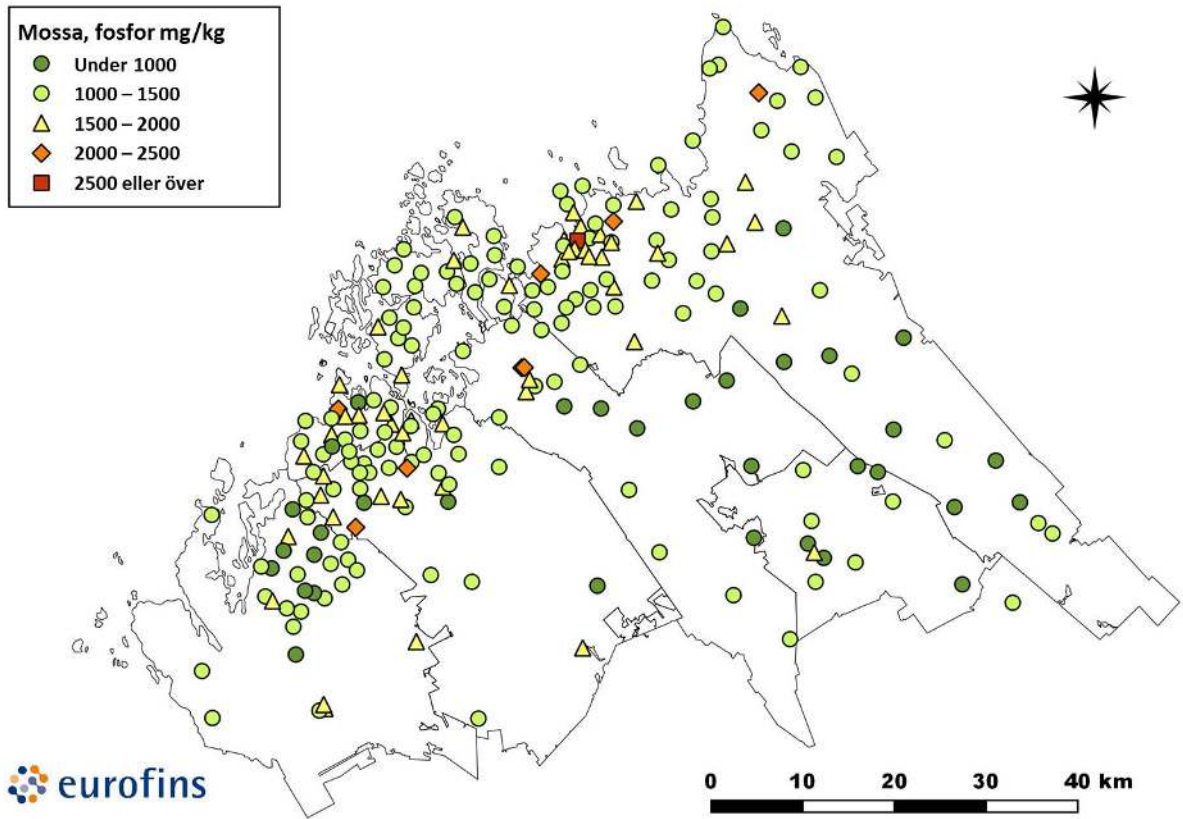 Mossa, fosfor mg/kg
Under 1000
1000 – 1500
1500 – 2000
2000 – 2500
2500 eller över
eurofins
0 10 20 30 40 km